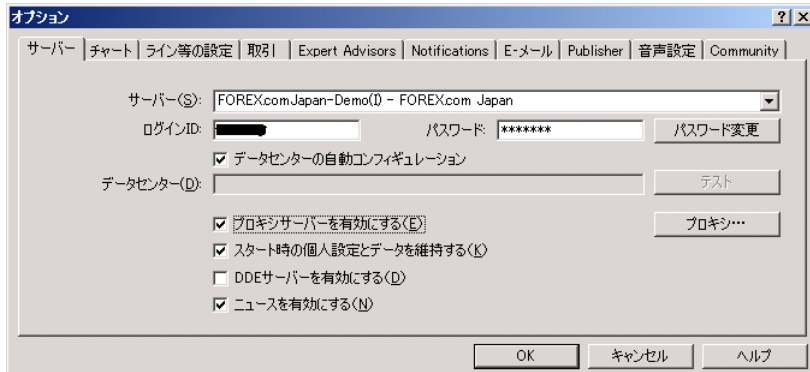 オプション
サーバー チャート ライン等の設定 取引 Expert Advisors Notifications E-メール Publisher 音声設定 Community
サーバー(S): FOREX.comJapan-Demo(I) - FOREX.com Japan
ログインID: パスワード: ******* パスワード変更
データセンターの自動コンフィギュレーション
データセンター(D): テスト
プロキシサーバーを有効にする(E) プロキシ…
スタート時の個人設定とデータを維持する(K)
DDEサーバーを有効にする(D)
ニュースを有効にする(N)
OK キャンセル ヘルプ